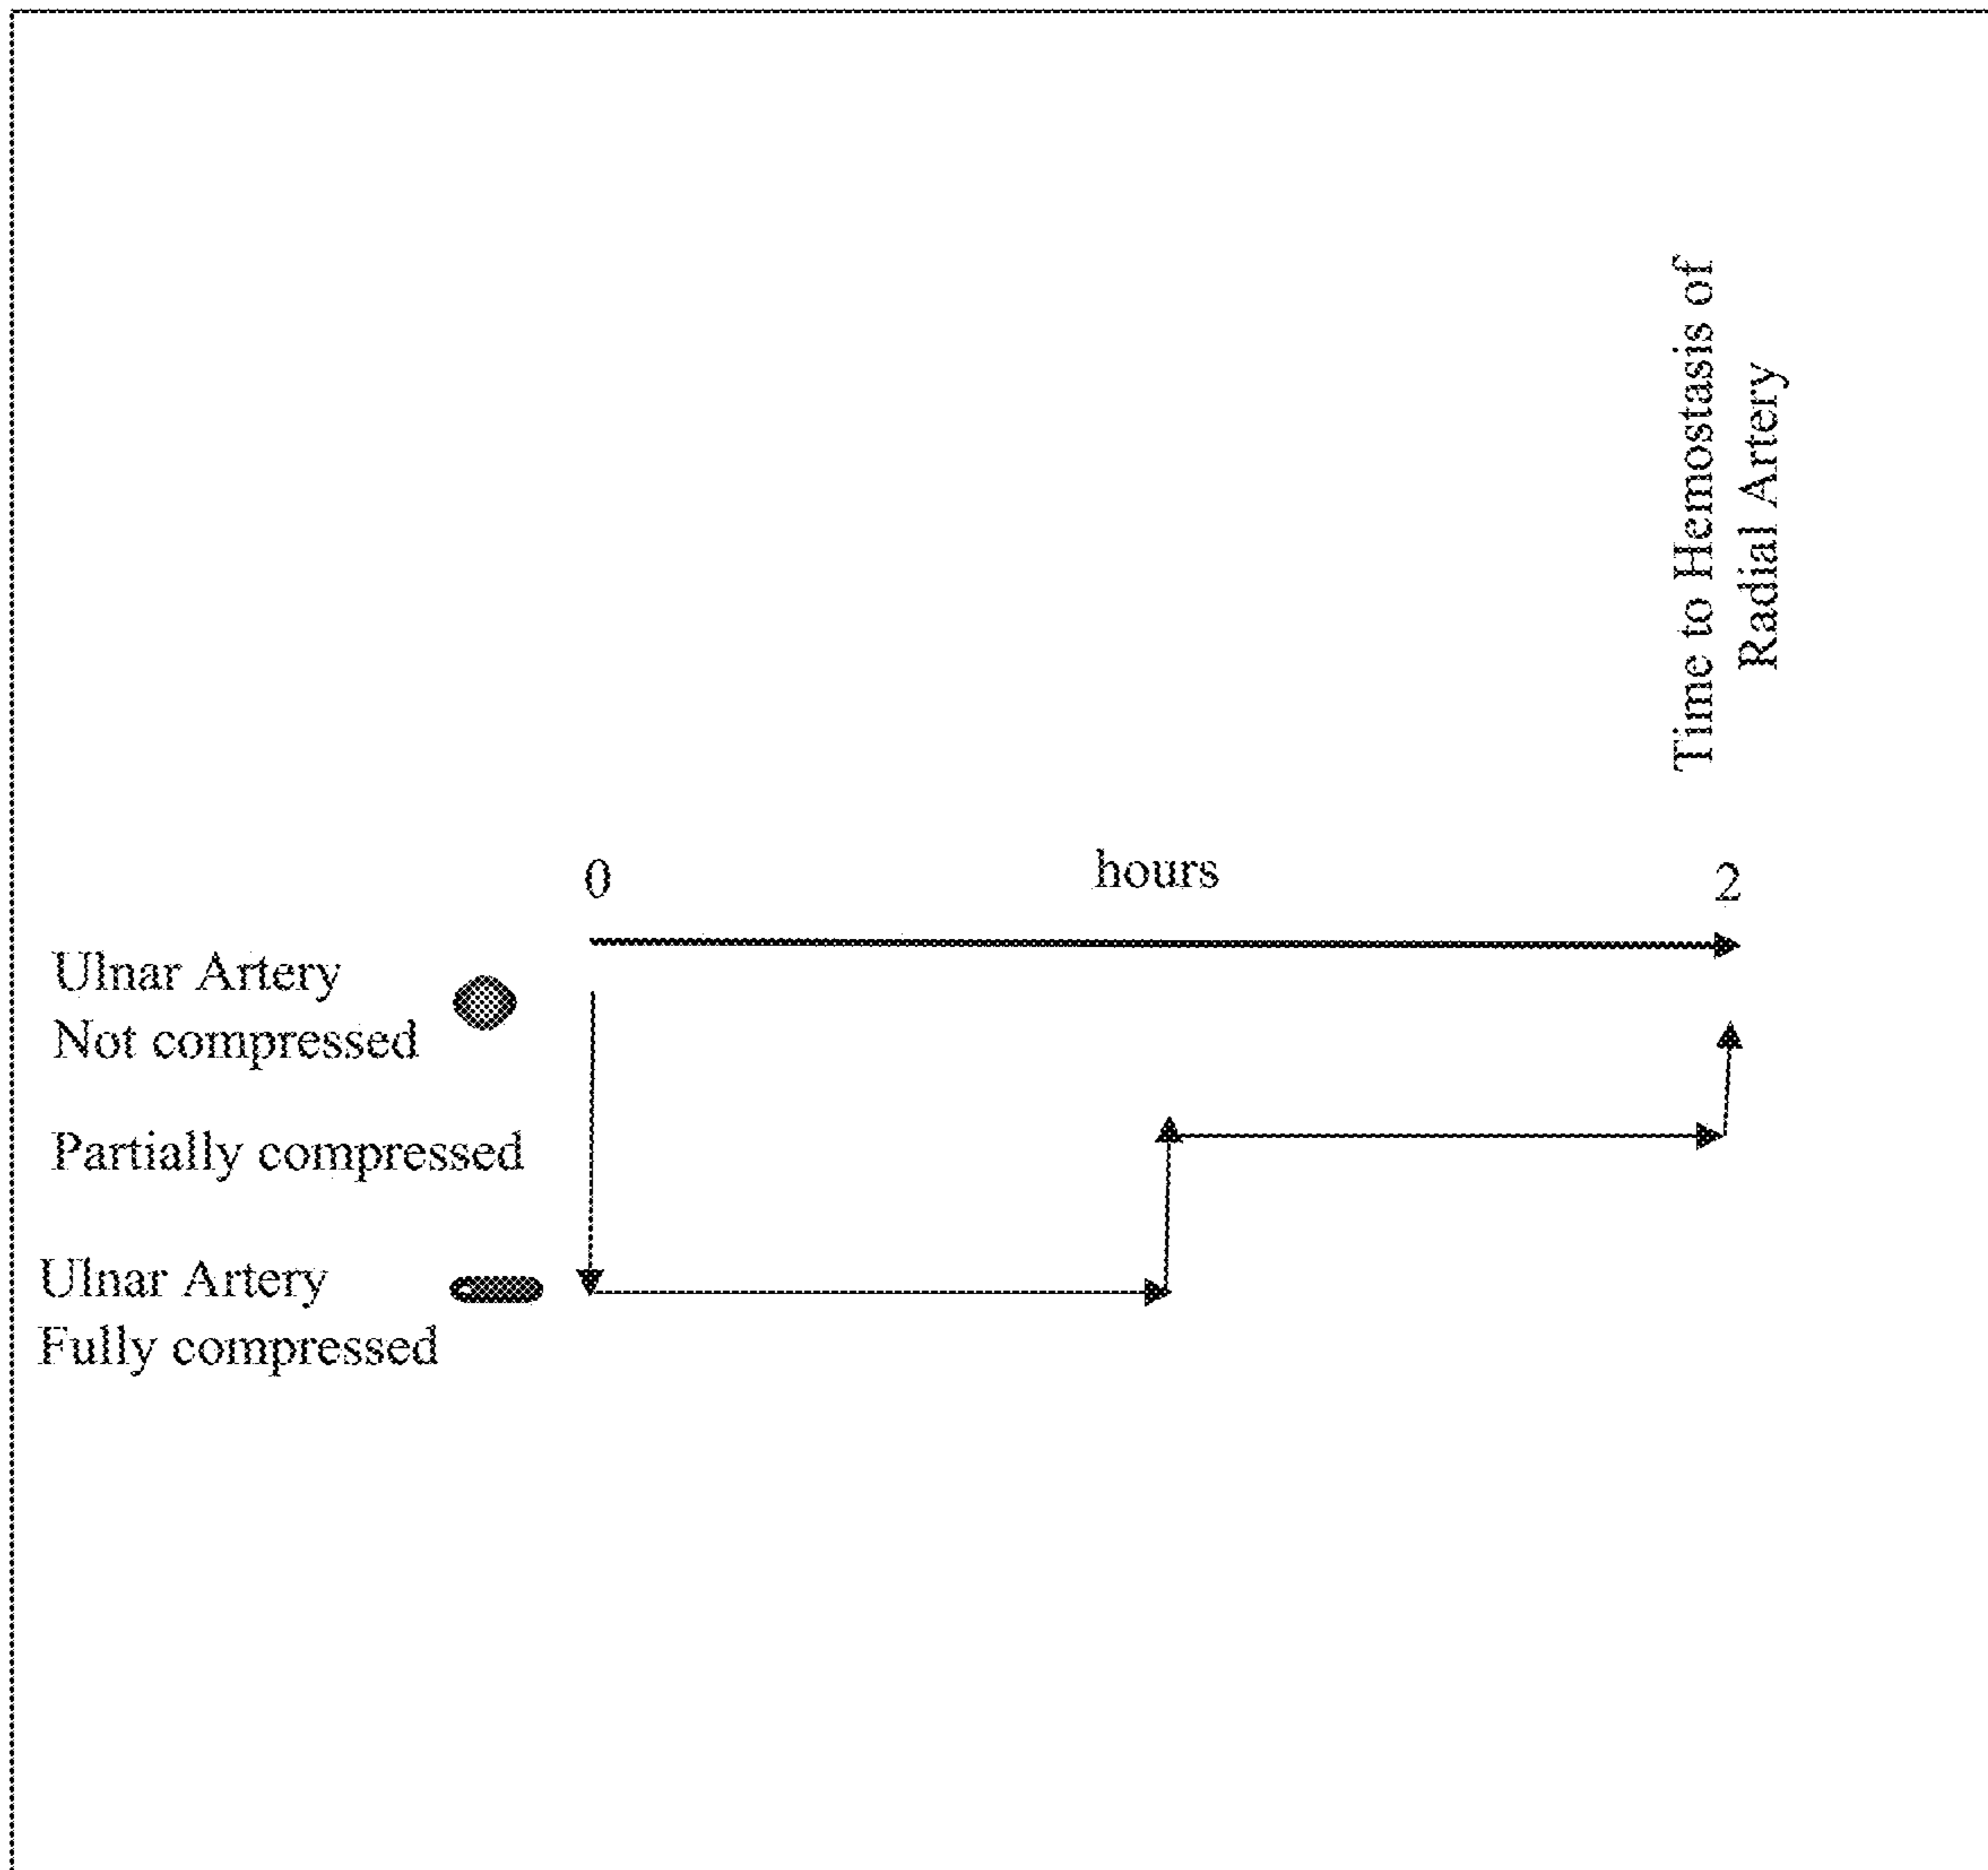 Time to Hemostasis of
Radial Artery
0
hours
2
Ulnar Artery
Not compressed
Partially compressed
Ulnar Artery
Fully compressed